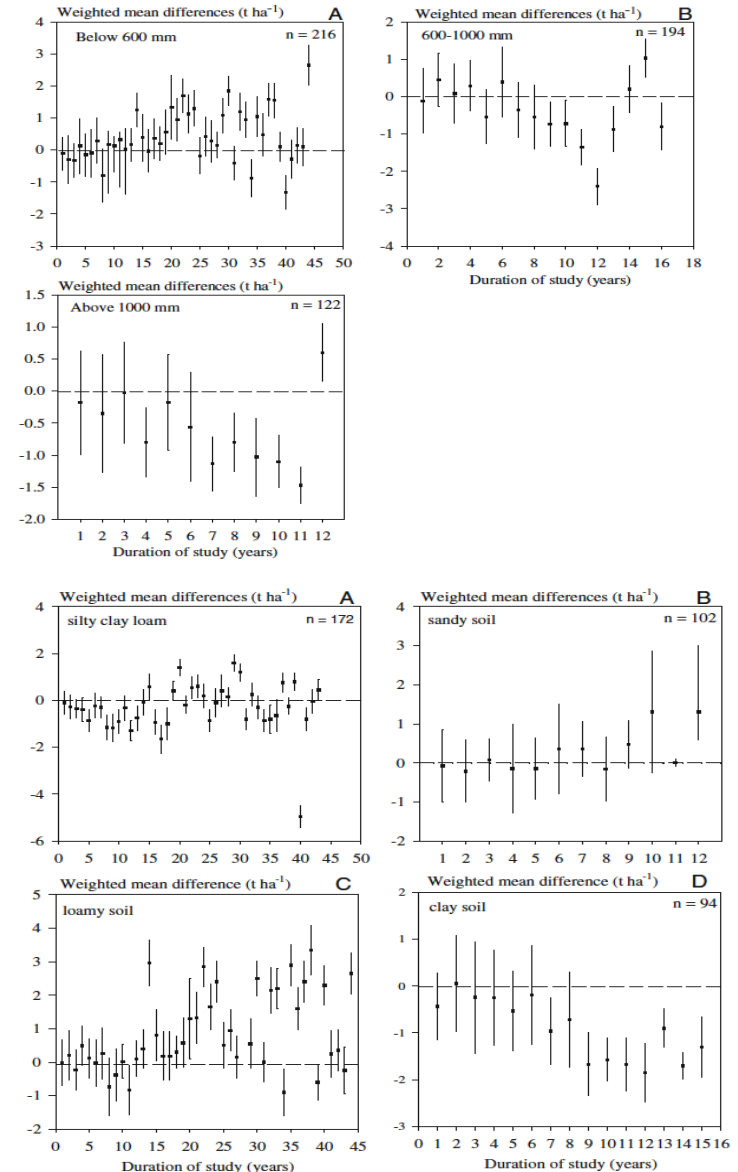 Weighted mean differences (t ha⁻¹) A
Below 600 mm n = 216
4
3
2
1
0
-1
-2
-3
0 5 10 15 20 25 30 35 40 45 50
Weighted mean differences (t ha⁻¹) B
600-1000 mm n = 194
2
1
0
-1
-2
-3
-4
0 2 4 6 8 10 12 14 16 18
Duration of study (years)
Weighted mean differences (t ha⁻¹)
Above 1000 mm n = 122
1.5
1.0
0.5
0.0
-0.5
-1.0
-1.5
-2.0
1 2 3 4 5 6 7 8 9 10 11 12
Duration of study (years)
Weighted mean differences (t ha⁻¹) A
silty clay loam n = 172
4
2
0
-2
-4
-6
0 5 10 15 20 25 30 35 40 45 50
Weighted mean differences (t ha⁻¹) B
sandy soil n = 102
4
3
2
1
0
-1
-2
1 2 3 4 5 6 7 8 9 10 11 12
Weighted mean difference (t ha⁻¹) C
loamy soil
5
4
3
2
1
0
-1
-2
0 5 10 15 20 25 30 35 40 45
Duration of study (years)
Weighted mean difference (t ha⁻¹) D
clay soil n = 94
2
1
0
-1
-2
-3
0 1 2 3 4 5 6 7 8 9 10 11 12 13 14 15 16
Duration of study (years)